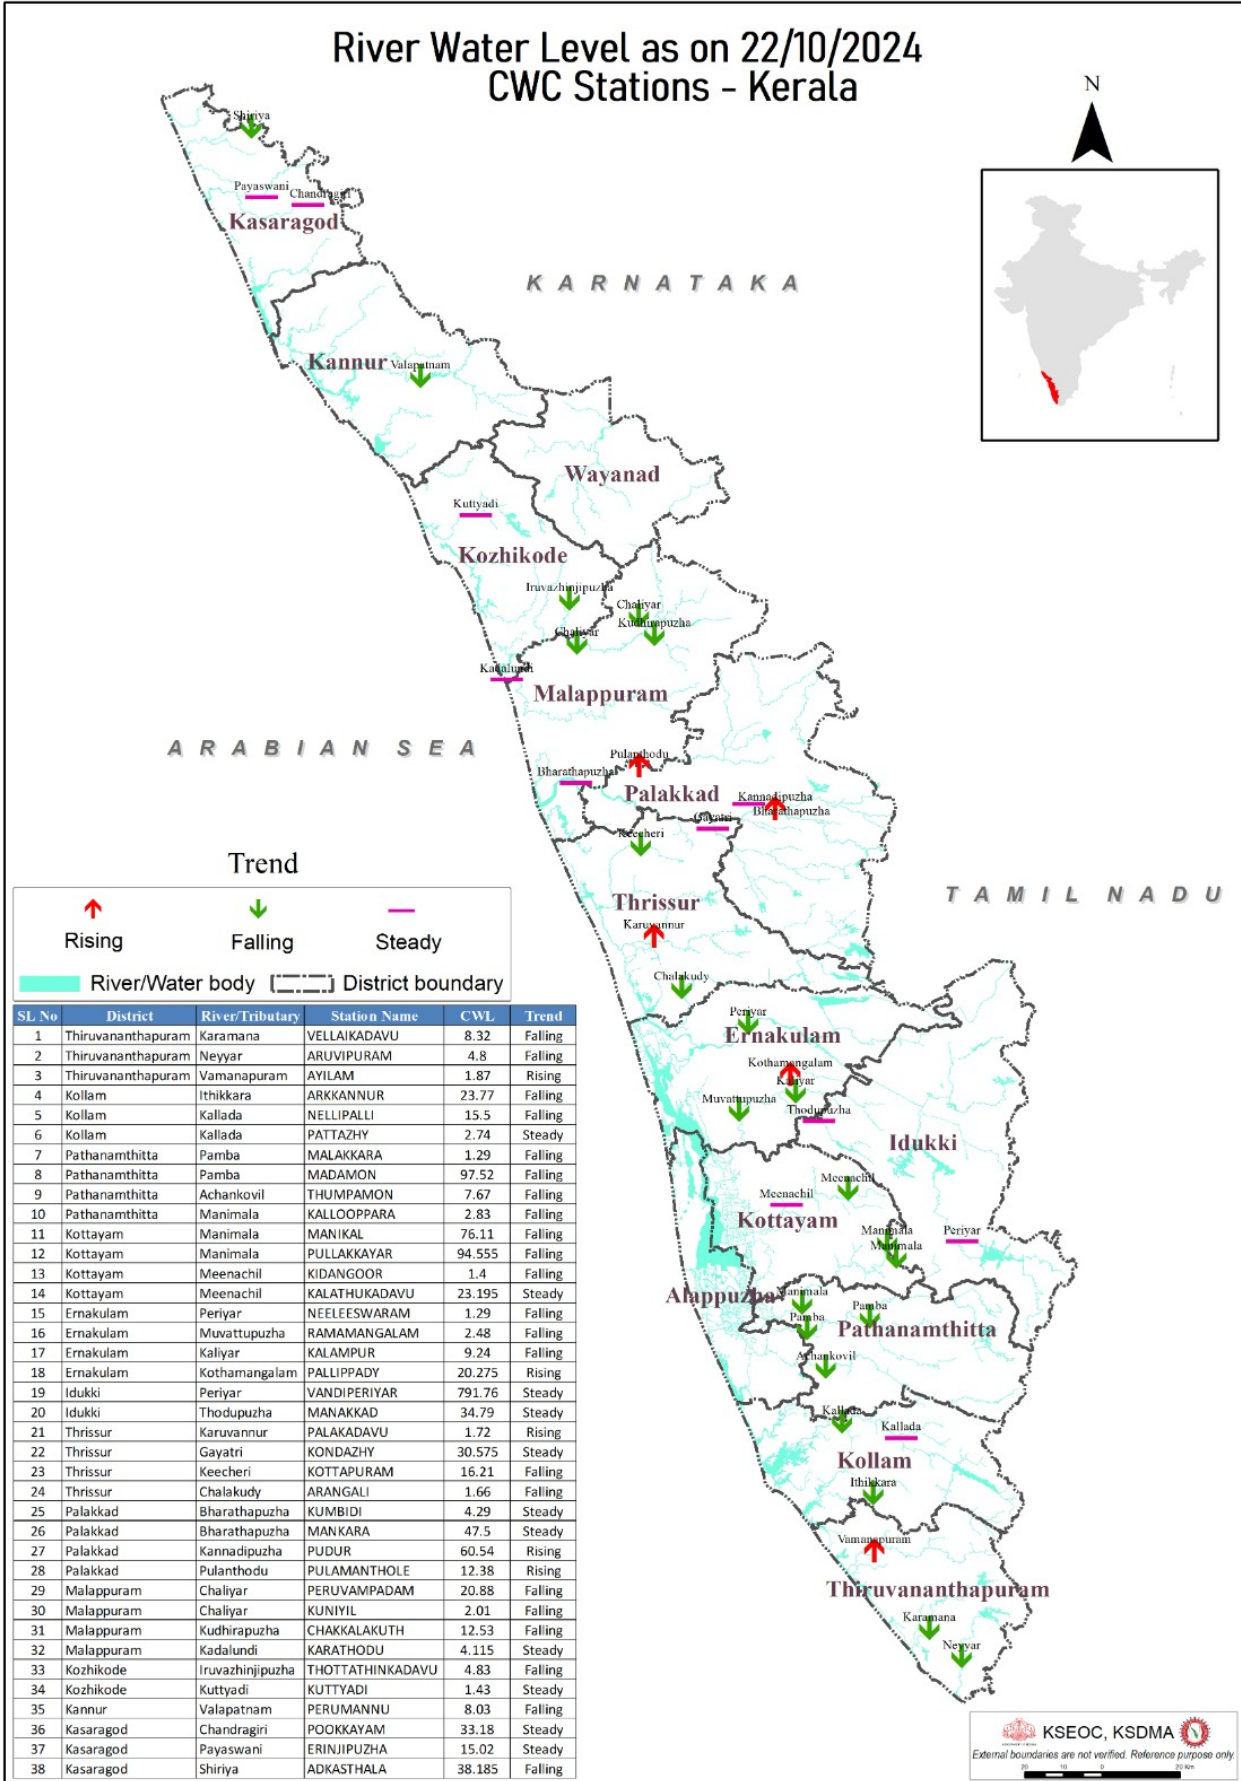 River Water Level as on 22/10/2024
CWC Stations - Kerala
N
Shiriya
Payaswani
Chandragiri
Kasaragod
KARNATAKA
Kannur
Valapatnam
Wayanad
Kuttyadi
Kozhikode
Iruvazhinjipuzha
Chaliyar
Kudhirapuzha
Chaliyar
Kadalundi
Malappuram
ARABIAN SEA
Pulanthodu
Bharathapuzha
Palakkad
Kannadipuzha
Bharathapuzha
Gayatri
Keecheri
Thrissur
TAMIL NADU
Karuvannur
Chalakudy
Periyar
Ernakulam
Kothamangalam
Kaliyar
Muvattupuzha
Thodupuzha
Idukki
Meenachil
Meenachil
Kottayam
Manimala
Manimala
Periyar
Alappuzha
Manimala
Pamba
Pamba
Pathanamthitta
Achankovil
Kallada
Kallada
Kollam
Ithikkara
Vamanapuram
Thiruvananthapuram
Karamana
Neyyar
Trend
Rising Falling Steady
River/Water body District boundary
SL No District River/Tributary Station Name CWL Trend
1 Thiruvananthapuram Karamana VELLAIKADAVU 8.32 Falling
2 Thiruvananthapuram Neyyar ARUVIPURAM 4.8 Falling
3 Thiruvananthapuram Vamanapuram AYILAM 1.87 Rising
4 Kollam Ithikkara ARKKANNUR 23.77 Falling
5 Kollam Kallada NELLIPALLI 15.5 Falling
6 Kollam Kallada PATTAZHY 2.74 Steady
7 Pathanamthitta Pamba MALAKKARA 1.29 Falling
8 Pathanamthitta Pamba MADAMON 97.52 Falling
9 Pathanamthitta Achankovil THUMPAMON 7.67 Falling
10 Pathanamthitta Manimala KALLOOPPARA 2.83 Falling
11 Kottayam Manimala MANIKAL 76.11 Falling
12 Kottayam Manimala PULLAKKAYAR 94.555 Falling
13 Kottayam Meenachil KIDANGOOR 1.4 Falling
14 Kottayam Meenachil KALATHUKADAVU 23.195 Steady
15 Ernakulam Periyar NEELEESWARAM 1.29 Falling
16 Ernakulam Muvattupuzha RAMAMANGALAM 2.48 Falling
17 Ernakulam Kaliyar KALAMPUR 9.24 Falling
18 Ernakulam Kothamangalam PALLIPPADY 20.275 Rising
19 Idukki Periyar VANDIPERIYAR 791.76 Steady
20 Idukki Thodupuzha MANAKKAD 34.79 Steady
21 Thrissur Karuvannur PALAKADAVU 1.72 Rising
22 Thrissur Gayatri KONDAZHY 30.575 Steady
23 Thrissur Keecheri KOTTAPURAM 16.21 Falling
24 Thrissur Chalakudy ARANGALI 1.66 Falling
25 Palakkad Bharathapuzha KUMBIDI 4.29 Steady
26 Palakkad Bharathapuzha MANKARA 47.5 Steady
27 Palakkad Kannadipuzha PUDUR 60.54 Rising
28 Palakkad Pulanthodu PULAMANTHOLE 12.38 Rising
29 Malappuram Chaliyar PERUVAMPADAM 20.88 Falling
30 Malappuram Chaliyar KUNIYIL 2.01 Falling
31 Malappuram Kudhirapuzha CHAKKALAKUTH 12.53 Falling
32 Malappuram Kadalundi KARATHODU 4.115 Steady
33 Kozhikode Iruvazhinjipuzha THOTTATHINKADAVU 4.83 Falling
34 Kozhikode Kuttyadi KUTTYADI 1.43 Steady
35 Kannur Valapatnam PERUMANNU 8.03 Falling
36 Kasaragod Chandragiri POOKKAYAM 33.18 Steady
37 Kasaragod Payaswani ERINJIPUZHA 15.02 Steady
38 Kasaragod Shiriya ADKASTHALA 38.185 Falling
KSEOC, KSDMA
External boundaries are not verified. Reference purpose only.
20 10 0 20 Km